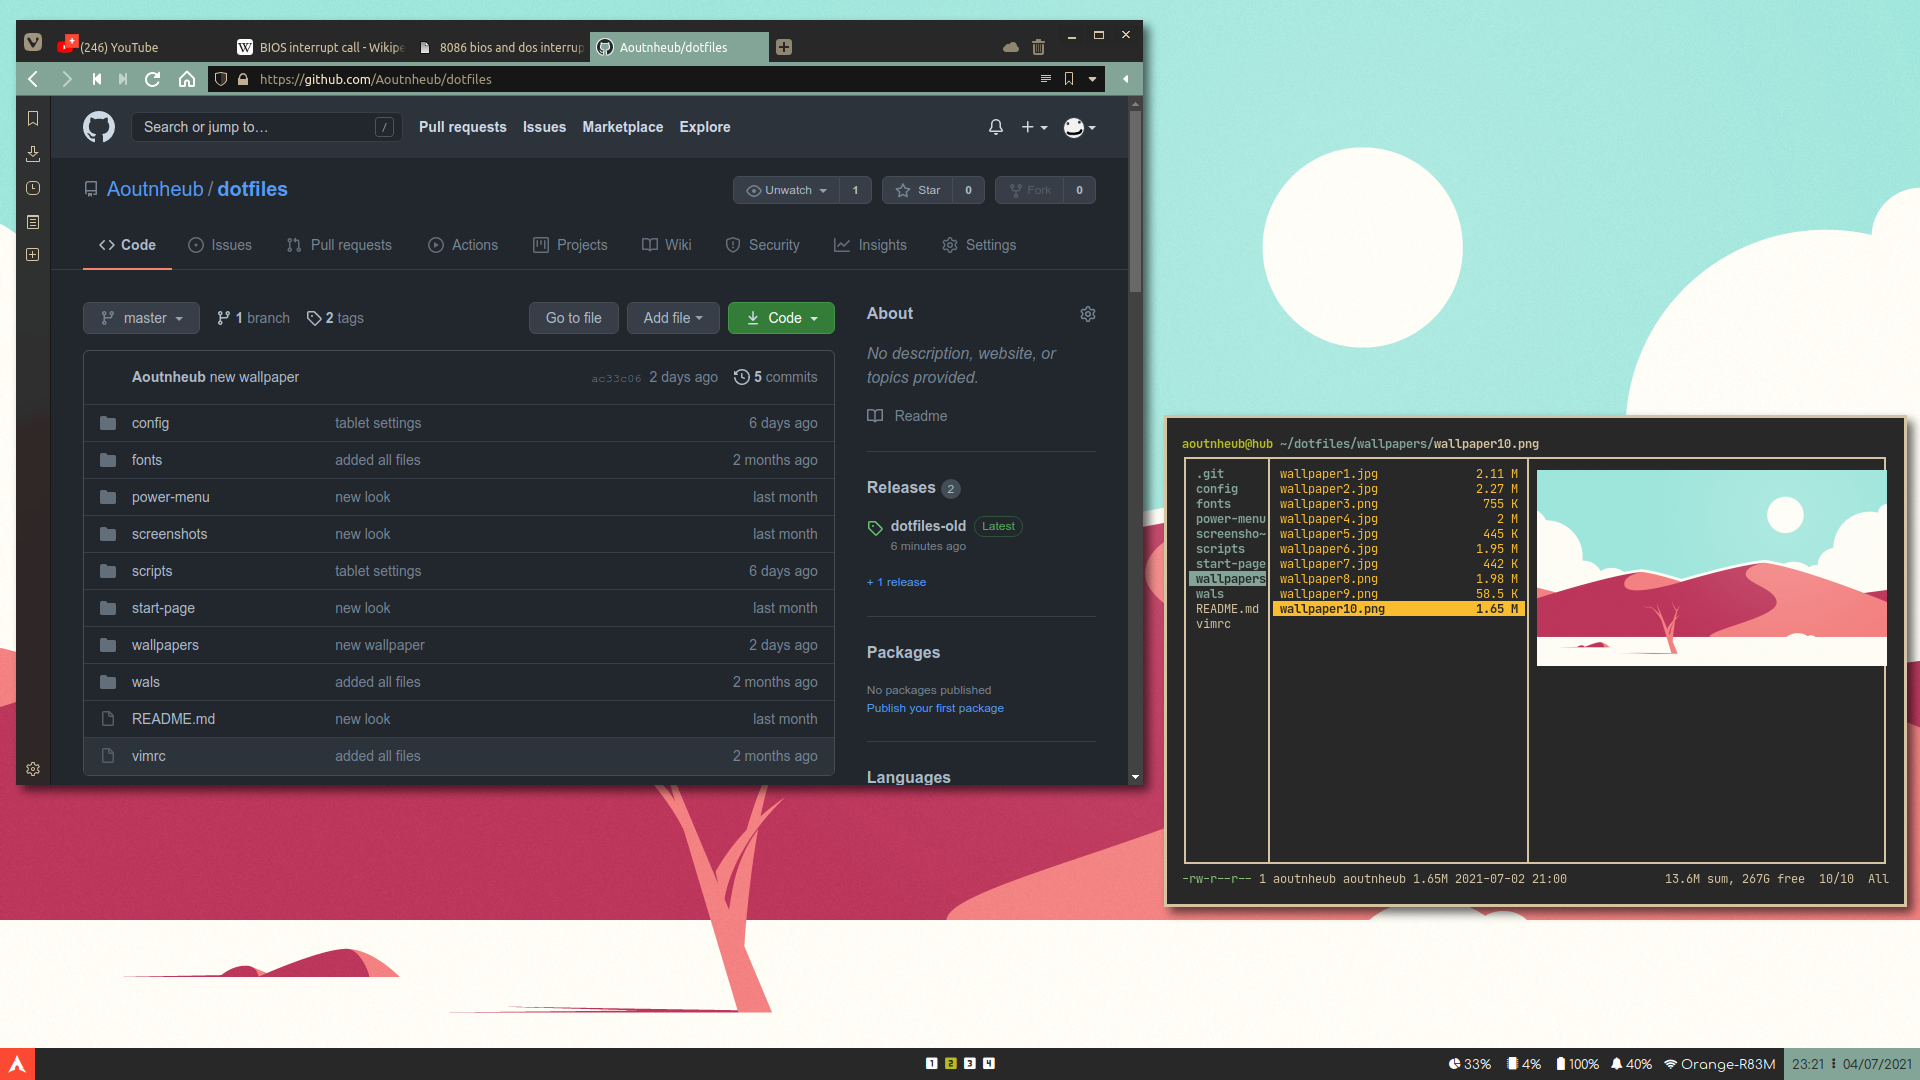 (246) YouTube
BIOS interrupt call - Wikipe
8086 bios and dos interrup
Aoutnheub/dotfiles
https://github.com/Aoutnheub/dotfiles
Search or jump to…
/
Pull requests
Issues
Marketplace
Explore
Aoutnheub / dotfiles
Unwatch 1
Star 0
Fork 0
Code
Issues
Pull requests
Actions
Projects
Wiki
Security
Insights
Settings
master
1 branch
2 tags
Go to file
Add file
Code
Aoutnheub new wallpaper ac33c06 2 days ago 5 commits
config tablet settings 6 days ago
fonts added all files 2 months ago
power-menu new look last month
screenshots new look last month
scripts tablet settings 6 days ago
start-page new look last month
wallpapers new wallpaper 2 days ago
wals added all files 2 months ago
README.md new look last month
vimrc added all files 2 months ago
About
No description, website, or
topics provided.
Readme
Releases 2
dotfiles-old Latest
6 minutes ago
+ 1 release
Packages
No packages published
Publish your first package
Languages
aoutnheub@hub ~/dotfiles/wallpapers/wallpaper10.png
.git wallpaper1.jpg 2.11 M
config wallpaper2.jpg 2.27 M
fonts wallpaper3.png 755 K
power-menu wallpaper4.jpg 2 M
screensho~ wallpaper5.jpg 445 K
scripts wallpaper6.jpg 1.95 M
start-page wallpaper7.jpg 442 K
wallpapers wallpaper8.png 1.98 M
wals wallpaper9.png 58.5 K
README.md wallpaper10.png 1.65 M
vimrc
-rw-r--r-- 1 aoutnheub aoutnheub 1.65M 2021-07-02 21:00 13.6M sum, 267G free 10/10 All
1 2 3 4
33% 4% 100% 40% Orange-R83M 23:21 04/07/2021